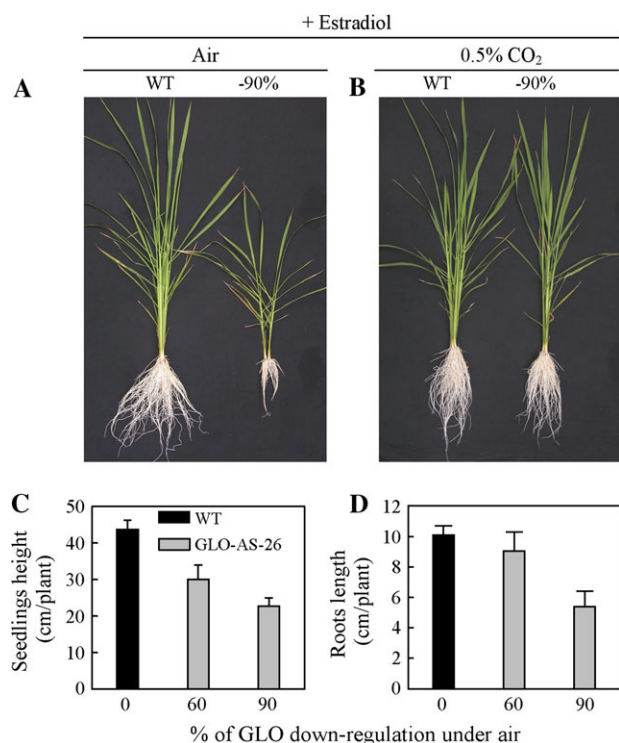 + Estradiol
Air
0.5% CO₂
A
WT
-90%
B
WT
-90%
C
Seedlings height
(cm/plant)
50
40
30
20
10
0
WT
GLO-AS-26
0
60
90
D
Roots length
(cm/plant)
12
10
8
6
4
2
0
0
60
90
% of GLO down-regulation under air